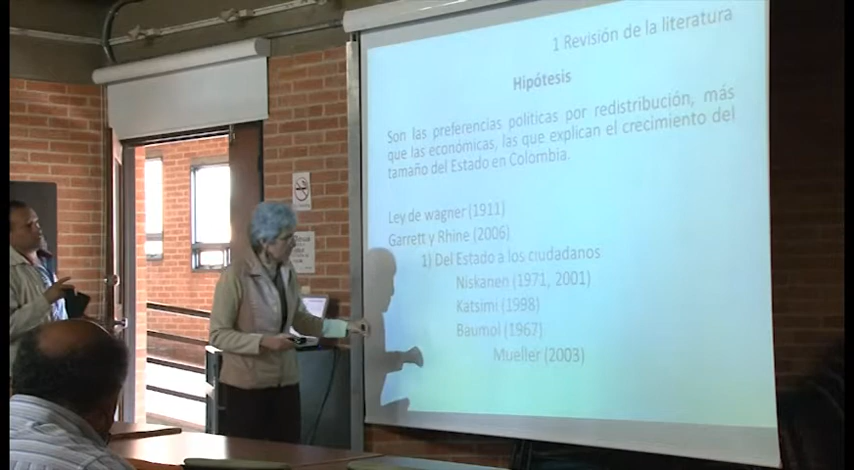 1 Revisión de la literatura
Hipótesis
Son las preferencias políticas por redistribución, más
que las económicas, las que explican el crecimiento del
tamaño del Estado en Colombia.
Ley de wagner (1911)
Garrett y Rhine (2006)
1) Del Estado a los ciudadanos
Niskanen (1971, 2001)
Katsimi (1998)
Baumol (1967)
Mueller (2003)